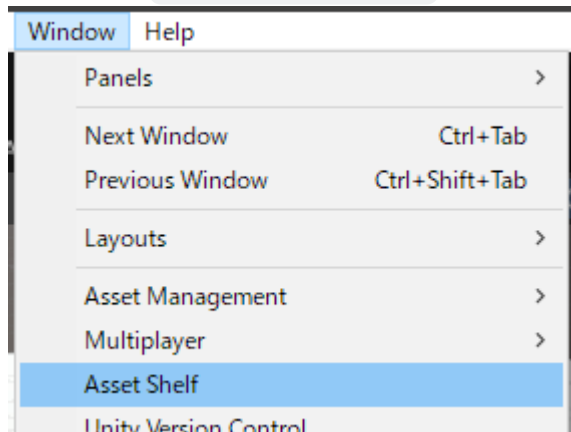 Window Help
Panels >
Next Window Ctrl+Tab
Previous Window Ctrl+Shift+Tab
Layouts >
Asset Management >
Multiplayer >
Asset Shelf
Unity Version Control